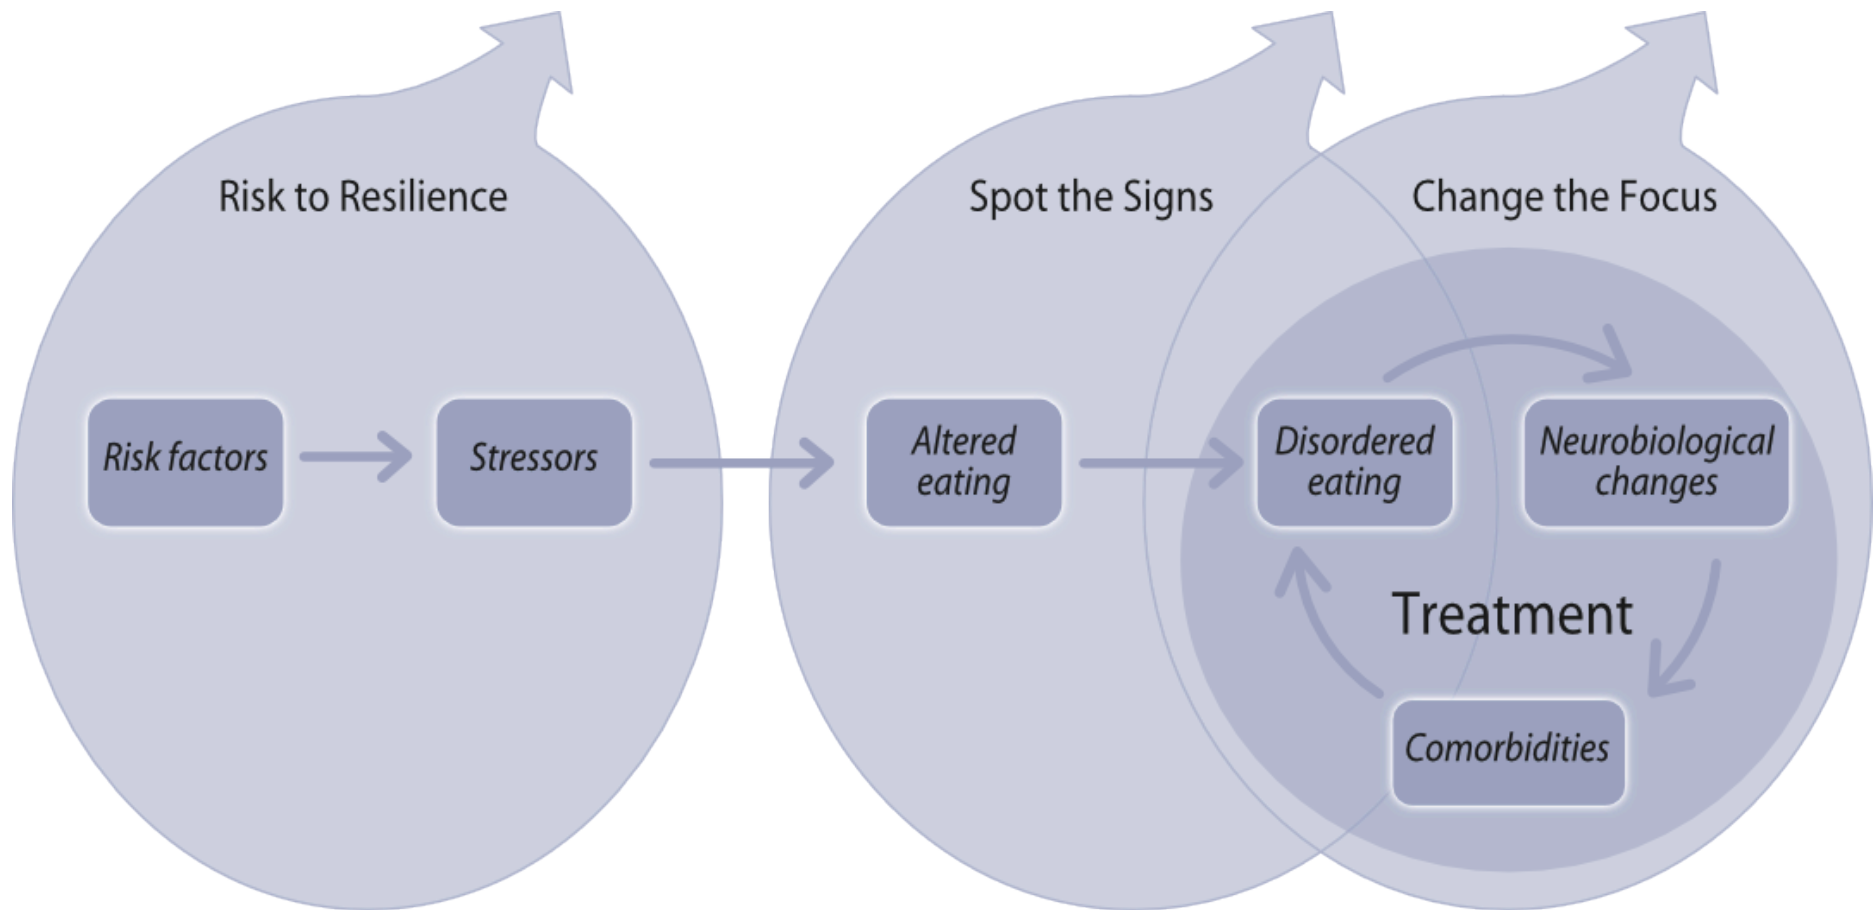 Risk to Resilience
Spot the Signs
Change the Focus
Risk factors
Stressors
Altered
eating
Disordered
eating
Neurobiological
changes
Treatment
Comorbidities